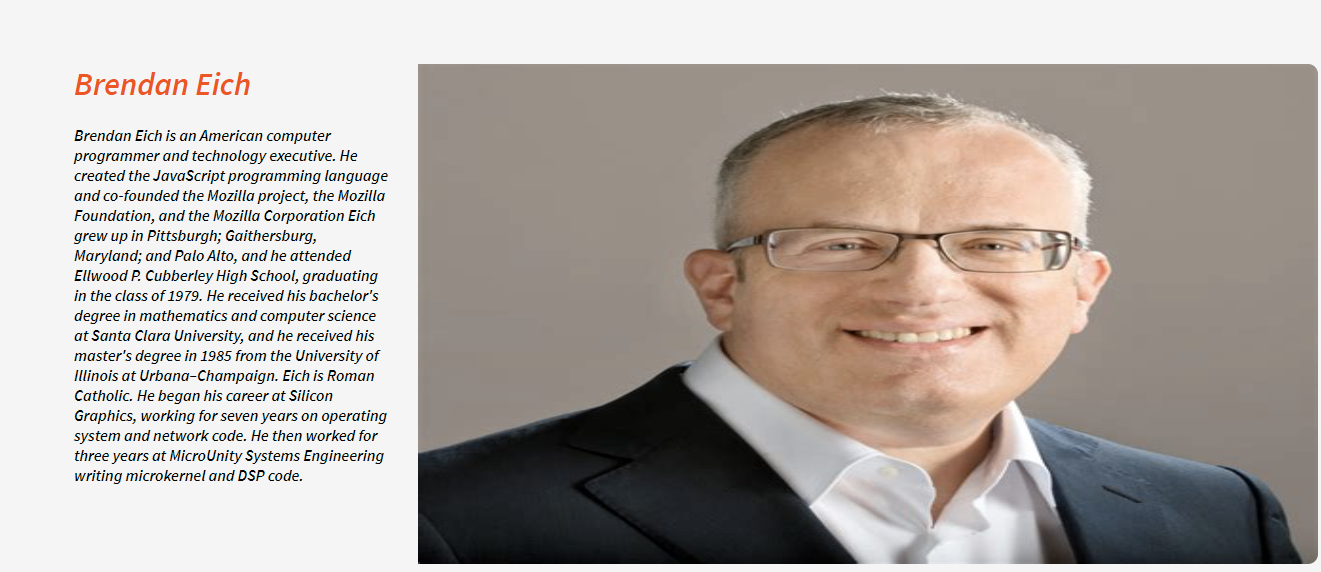 Brendan Eich
Brendan Eich is an American computer
programmer and technology executive. He
created the JavaScript programming language
and co-founded the Mozilla project, the Mozilla
Foundation, and the Mozilla Corporation Eich
grew up in Pittsburgh; Gaithersburg,
Maryland; and Palo Alto, and he attended
Ellwood P. Cubberley High School, graduating
in the class of 1979. He received his bachelor's
degree in mathematics and computer science
at Santa Clara University, and he received his
master's degree in 1985 from the University of
Illinois at Urbana–Champaign. Eich is Roman
Catholic. He began his career at Silicon
Graphics, working for seven years on operating
system and network code. He then worked for
three years at MicroUnity Systems Engineering
writing microkernel and DSP code.